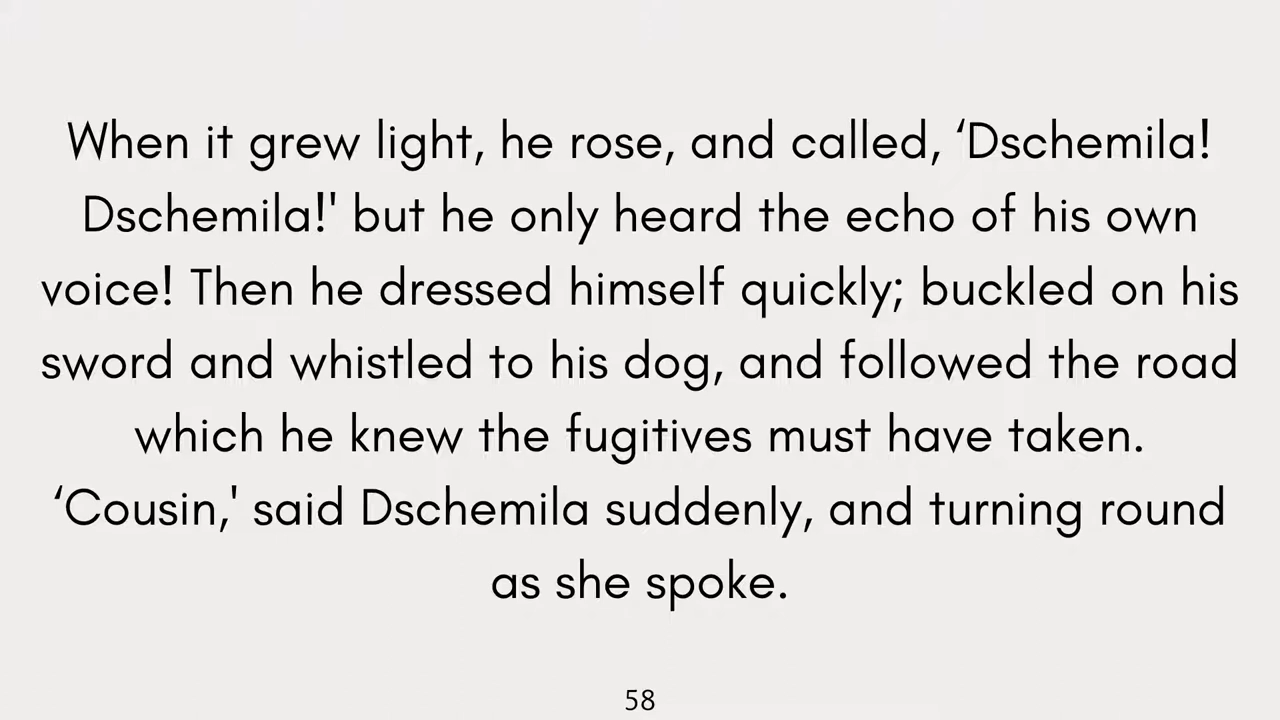 When it grew light, he rose, and called, ‘Dschemila!
Dschemila!' but he only heard the echo of his own
voice! Then he dressed himself quickly; buckled on his
sword and whistled to his dog, and followed the road
which he knew the fugitives must have taken.
‘Cousin,' said Dschemila suddenly, and turning round
as she spoke.
58